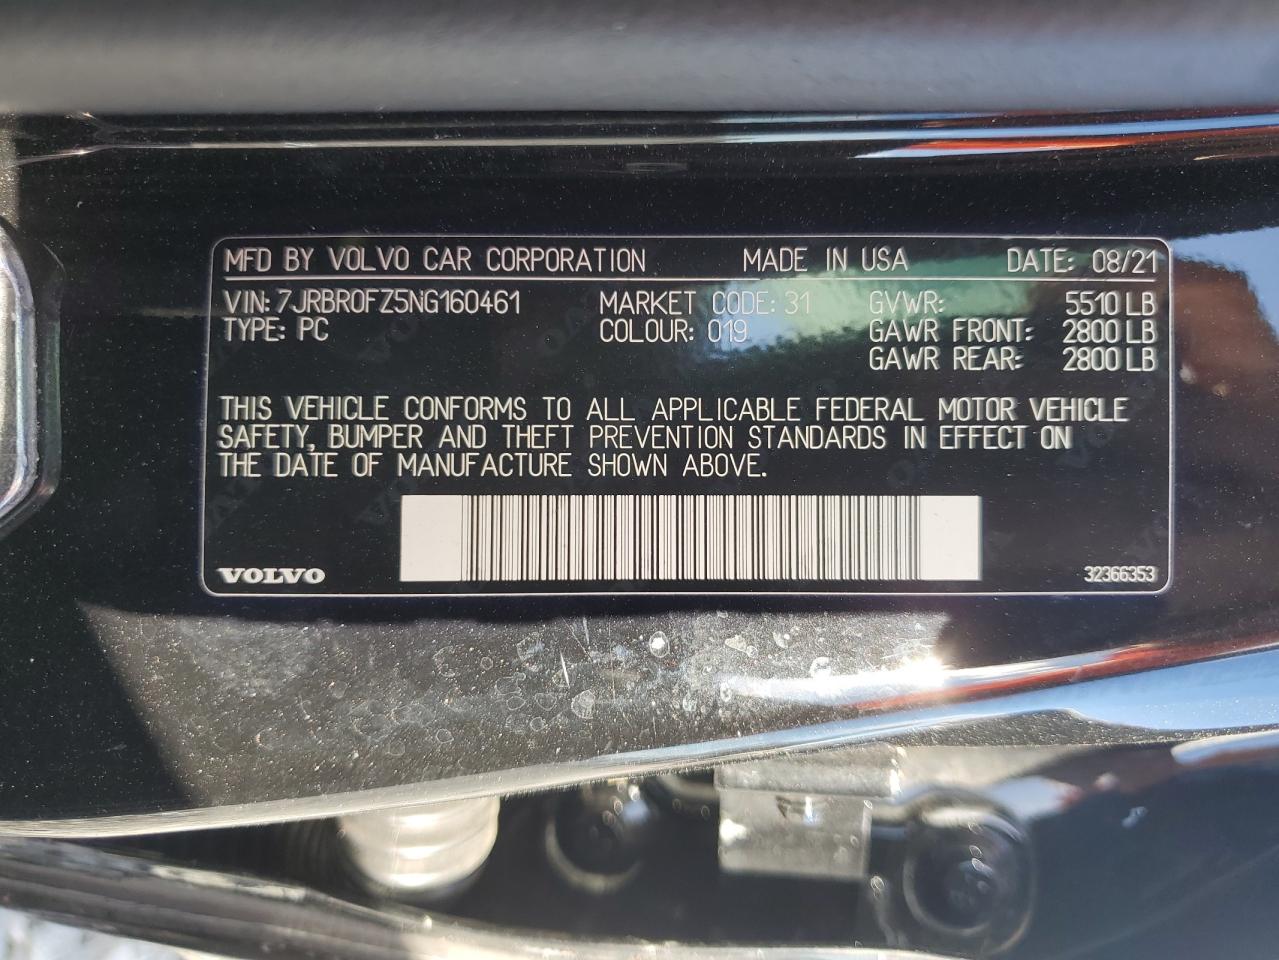 MFD BY VOLVO CAR CORPORATION MADE IN USA DATE: 08/21
VIN: 7JRBR0FZ5NG160461 MARKET CODE: 31 GVWR: 5510 LB
TYPE: PC COLOUR: 019 GAWR FRONT: 2800 LB
GAWR REAR: 2800 LB
THIS VEHICLE CONFORMS TO ALL APPLICABLE FEDERAL MOTOR VEHICLE
SAFETY, BUMPER AND THEFT PREVENTION STANDARDS IN EFFECT ON
THE DATE OF MANUFACTURE SHOWN ABOVE.
VOLVO 32366353